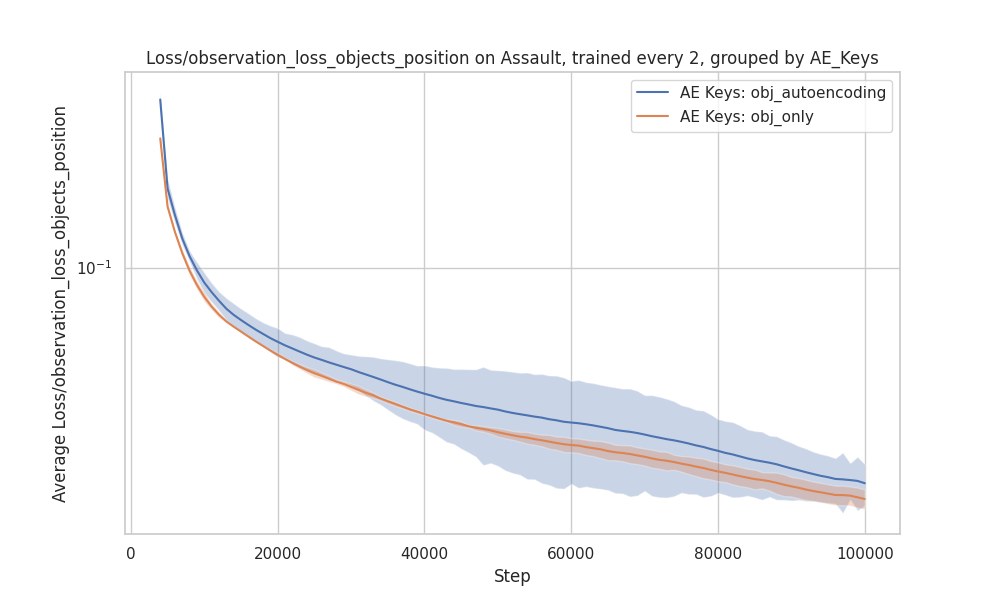 Loss/observation_loss_objects_position on Assault, trained every 2, grouped by AE_Keys
AE Keys: obj_autoencoding
AE Keys: obj_only
Average Loss/observation_loss_objects_position
10⁻¹
0 20000 40000 60000 80000 100000
Step